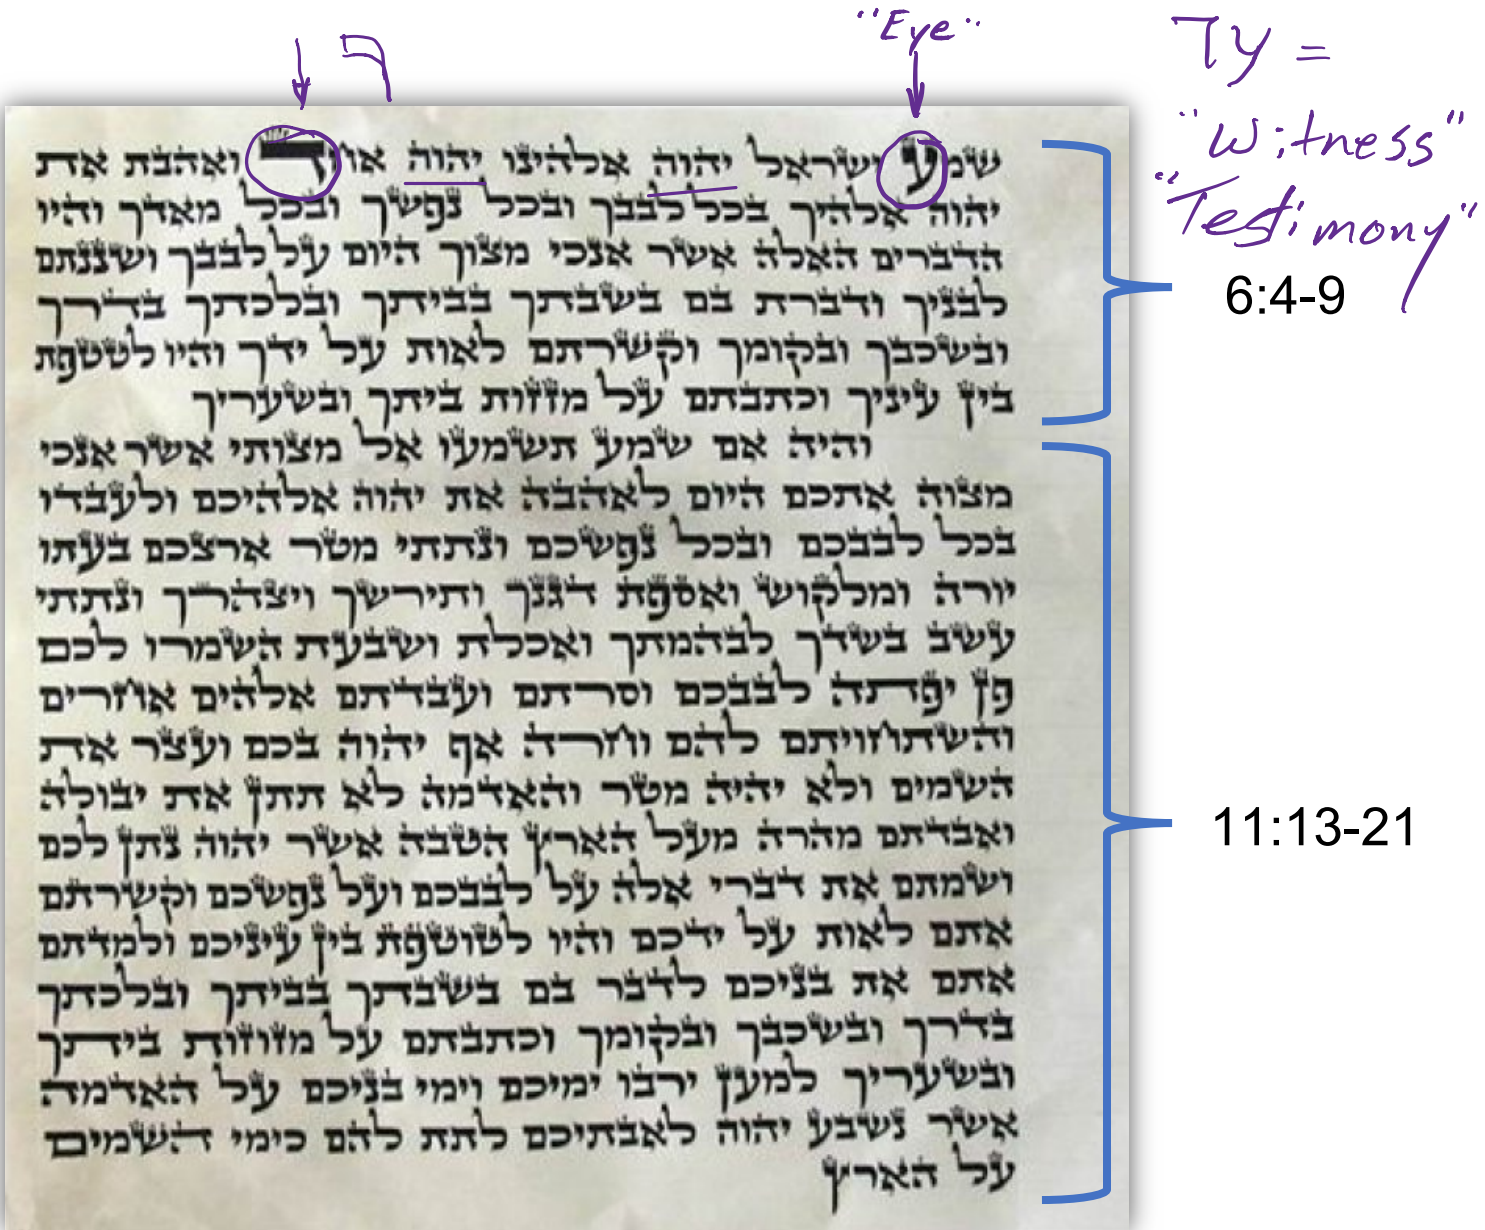 "Eye"
ר
עד =
"Witness"
"Testimony"
שמע ישראל יהוה אלהינו יהוה אחד ואהבת את
יהוה אלהיך בכל לבבך ובכל נפשך ובכל מאדך והיו
הדברים האלה אשר אנכי מצוך היום על לבבך ושננתם
לבניך ודברת בם בשבתך בביתך ובלכתך בדרך
ובשכבך ובקומך וקשרתם לאות על ידך והיו לטטפת
בין עיניך וכתבתם על מזזות ביתך ובשעריך
6:4-9
והיה אם שמע תשמעו אל מצותי אשר אנכי
מצוה אתכם היום לאהבה את יהוה אלהיכם ולעבדו
בכל לבבכם ובכל נפשכם ונתתי מטר ארצכם בעתו
יורה ומלקוש ואספת דגנך ותירשך ויצהרך ונתתי
עשב בשדך לבהמתך ואכלת ושבעת השמרו לכם
פן יפתה לבבכם וסרתם ועבדתם אלהים אחרים
והשתחויתם להם וחרה אף יהוה בכם ועצר את
השמים ולא יהיה מטר והאדמה לא תתן את יבולה
ואבדתם מהרה מעל הארץ הטבה אשר יהוה נתן לכם
ושמתם את דברי אלה על לבבכם ועל נפשכם וקשרתם
אתם לאות על ידכם והיו לטוטפת בין עיניכם ולמדתם
אתם את בניכם לדבר בם בשבתך בביתך ובלכתך
בדרך ובשכבך ובקומך וכתבתם על מזוזות ביתך
ובשעריך למען ירבו ימיכם וימי בניכם על האדמה
אשר נשבע יהוה לאבתיכם לתת להם כימי השמים
על הארץ
11:13-21